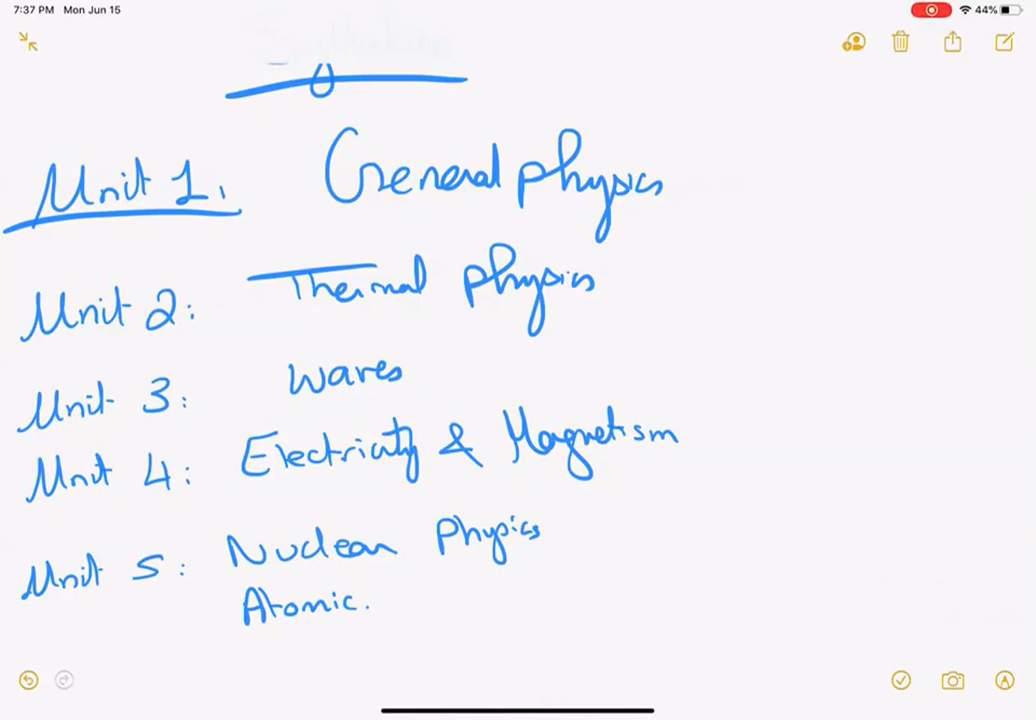 7:37 PM Mon Jun 15
44%
Unit 1.
General physics
Unit 2: Thermal physics
Unit 3: Waves
Unit 4: Electricity & Magnetism
Unit 5: Nuclear Physics
Atomic.